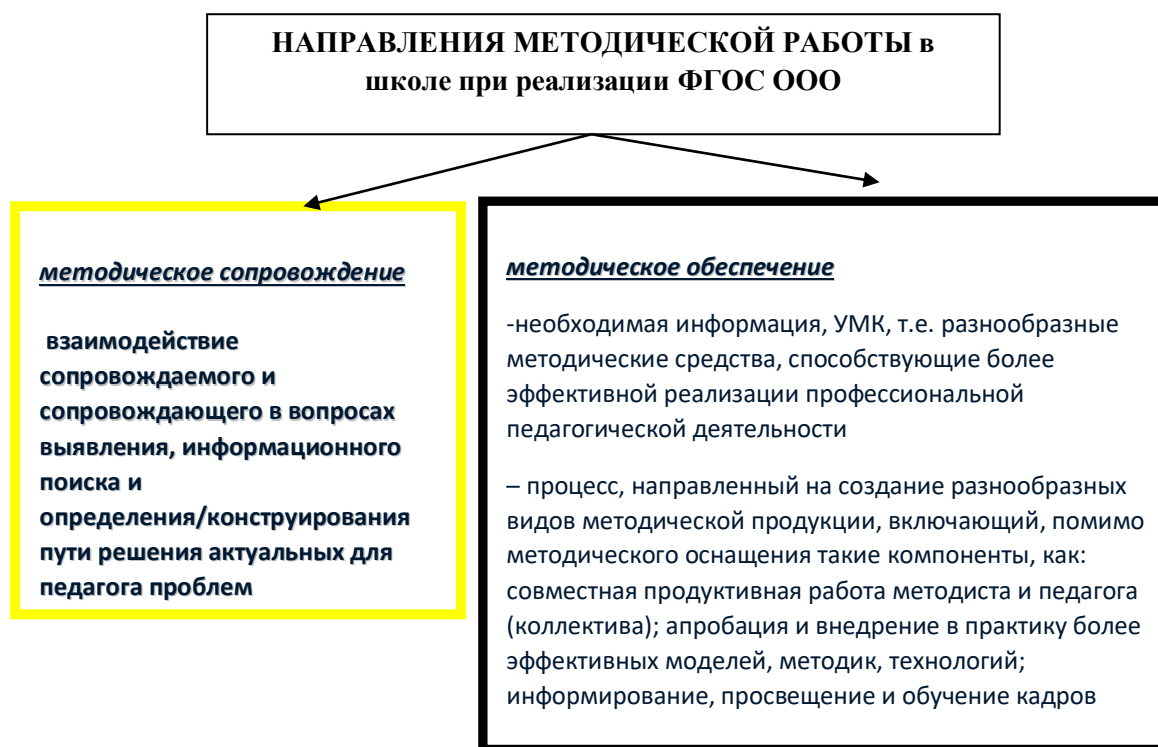 НАПРАВЛЕНИЯ МЕТОДИЧЕСКОЙ РАБОТЫ в
школе при реализации ФГОС ООО
методическое сопровождение
взаимодействие
сопровождаемого и
сопровождающего в вопросах
выявления, информационного
поиска и
определения/конструирования
пути решения актуальных для
педагога проблем
методическое обеспечение
-необходимая информация, УМК, т.е. разнообразные
методические средства, способствующие более
эффективной реализации профессиональной
педагогической деятельности
– процесс, направленный на создание разнообразных
видов методической продукции, включающий, помимо
методического оснащения такие компоненты, как:
совместная продуктивная работа методиста и педагога
(коллектива); апробация и внедрение в практику более
эффективных моделей, методик, технологий;
информирование, просвещение и обучение кадров